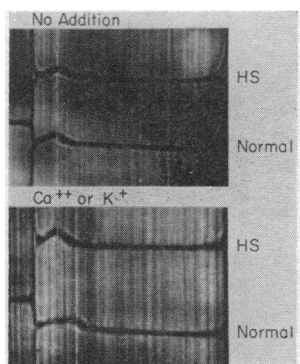 No Addition
HS
Normal
Ca++ or K+
HS
Normal